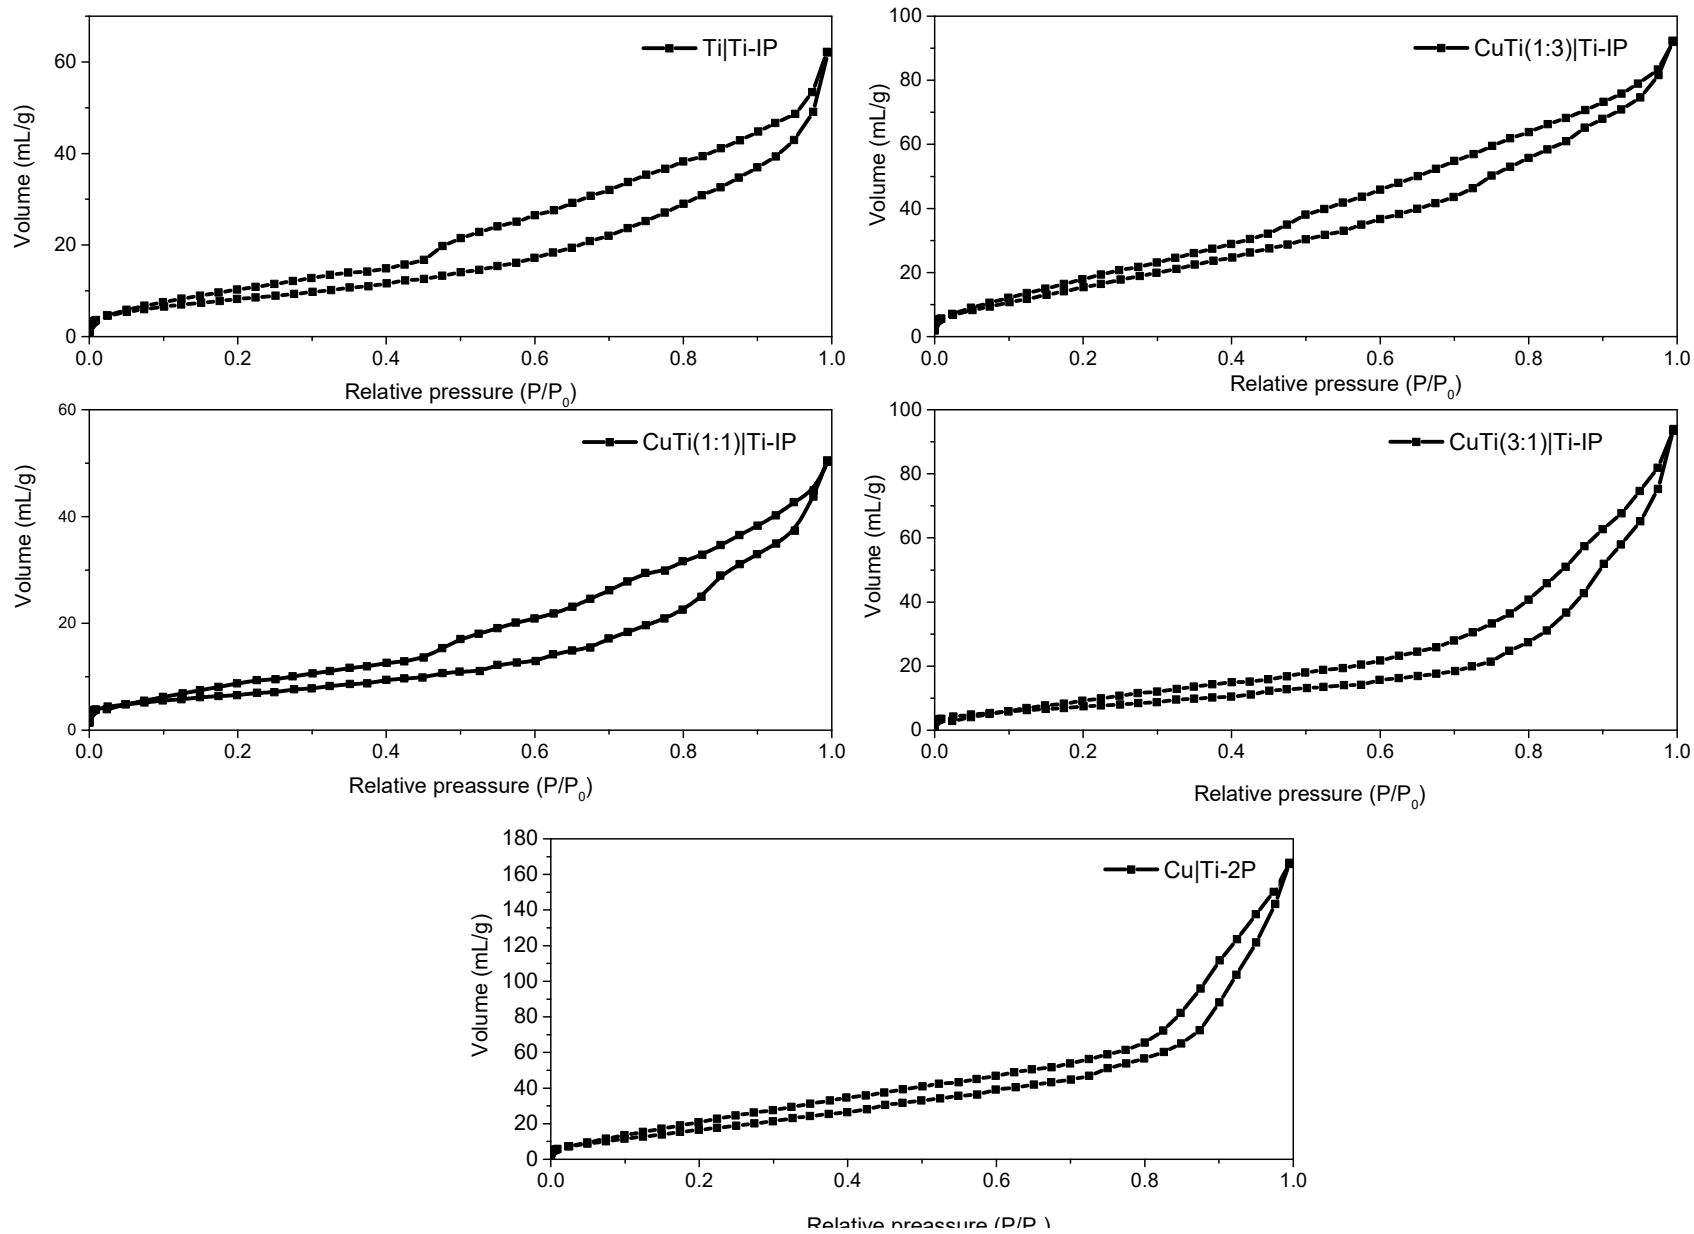 Ti|Ti-IP
Volume (mL/g)
60
40
20
0
0.0 0.2 0.4 0.6 0.8 1.0
Relative pressure (P/P0)
CuTi(1:3)|Ti-IP
Volume (mL/g)
100
80
60
40
20
0
0.0 0.2 0.4 0.6 0.8 1.0
Relative pressure (P/P0)
CuTi(1:1)|Ti-IP
Volume (mL/g)
60
40
20
0
0.0 0.2 0.4 0.6 0.8 1.0
Relative preassure (P/P0)
CuTi(3:1)|Ti-IP
Volume (mL/g)
100
80
60
40
20
0
0.0 0.2 0.4 0.6 0.8 1.0
Relative pressure (P/P0)
Cu|Ti-2P
Volume (mL/g)
180
160
140
120
100
80
60
40
20
0
0.0 0.2 0.4 0.6 0.8 1.0
Relative preassure (P/P